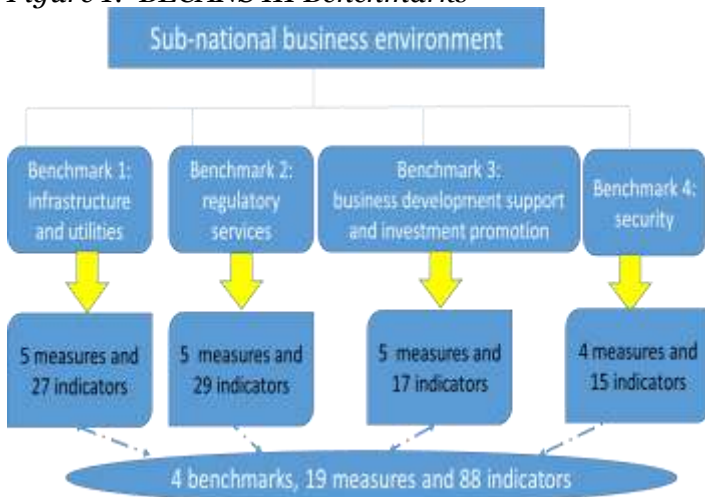 Figure 1: BECANS III Benchmarks
Sub-national business environment
Benchmark 1:
infrastructure
and utilities
Benchmark 2:
regulatory
services
Benchmark 3:
business development support
and investment promotion
Benchmark 4:
security
5 measures and
27 indicators
5 measures and
29 indicators
5 measures and
17 indicators
4 measures and
15 indicators
4 benchmarks, 19 measures and 88 indicators